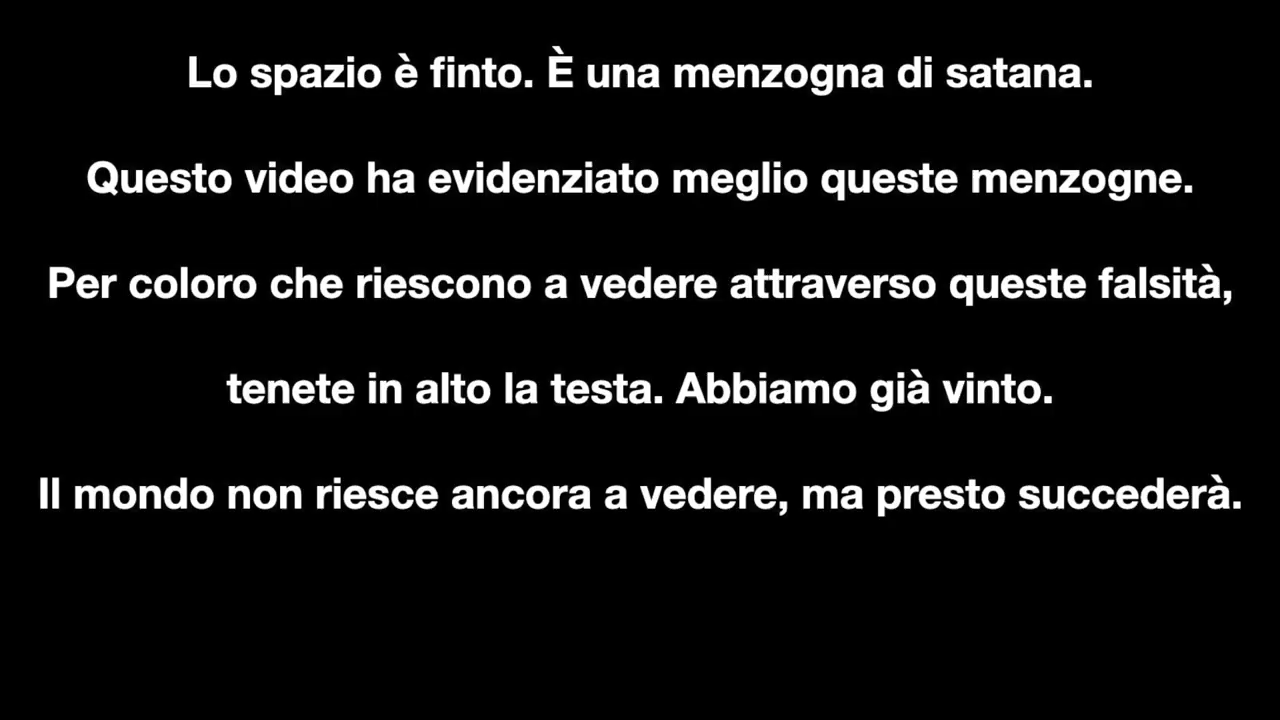 Lo spazio è finto. È una menzogna di satana.
Questo video ha evidenziato meglio queste menzogne.
Per coloro che riescono a vedere attraverso queste falsità,
tenete in alto la testa. Abbiamo già vinto.
Il mondo non riesce ancora a vedere, ma presto succederà.